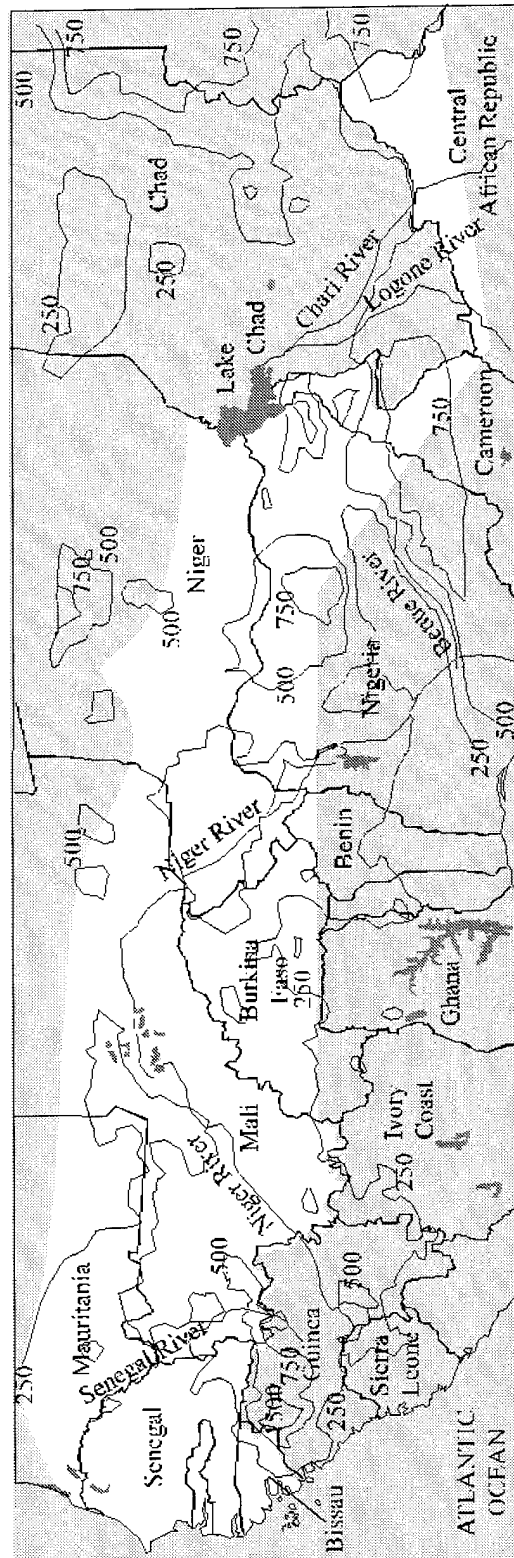 250
Mauritania
Senegal River
Senegal
500
750
500
Guinea
250
Bissau
500
Sierra
Leone
ATLANTIC
OCEAN
Niger River
Mali
Ivory
Coast
250
500
Niger River
Burkina
Faso
250
Benin
Ghana
750
500
500
Niger
750
500
Nigeria
Benue River
250
500
250
250
Chad
500
750
750
750
Lake
Chad
Chari River
Logone River
750
Cameroon
Central
African Republic